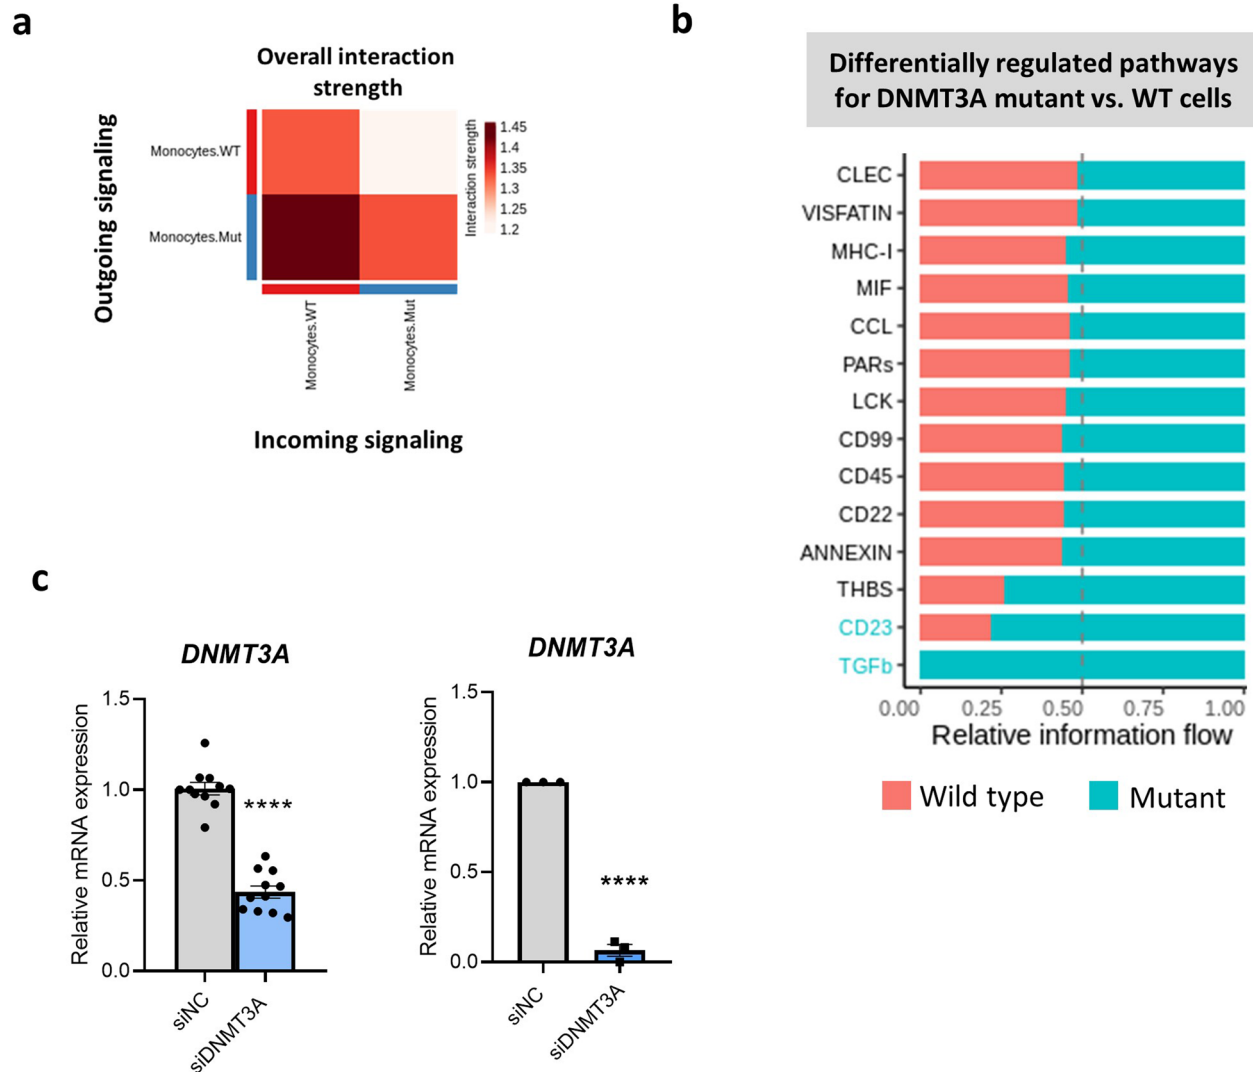 a
Overall interaction
strength
Outgoing signaling
Monocytes.WT
Monocytes.Mut
Interaction strength
1.45
1.4
1.35
1.3
1.25
1.2
Monocytes.WT
Monocytes.Mut
Incoming signaling
b
Differentially regulated pathways
for DNMT3A mutant vs. WT cells
CLEC
VISFATIN
MHC-I
MIF
CCL
PARs
LCK
CD99
CD45
CD22
ANNEXIN
THBS
CD23
TGFb
0.00 0.25 0.50 0.75 1.00
Relative information flow
Wild type
Mutant
c
DNMT3A
Relative mRNA expression
1.5
1.0
0.5
0.0
****
siNC
siDNMT3A
DNMT3A
Relative mRNA expression
1.5
1.0
0.5
0.0
****
siNC
siDNMT3A